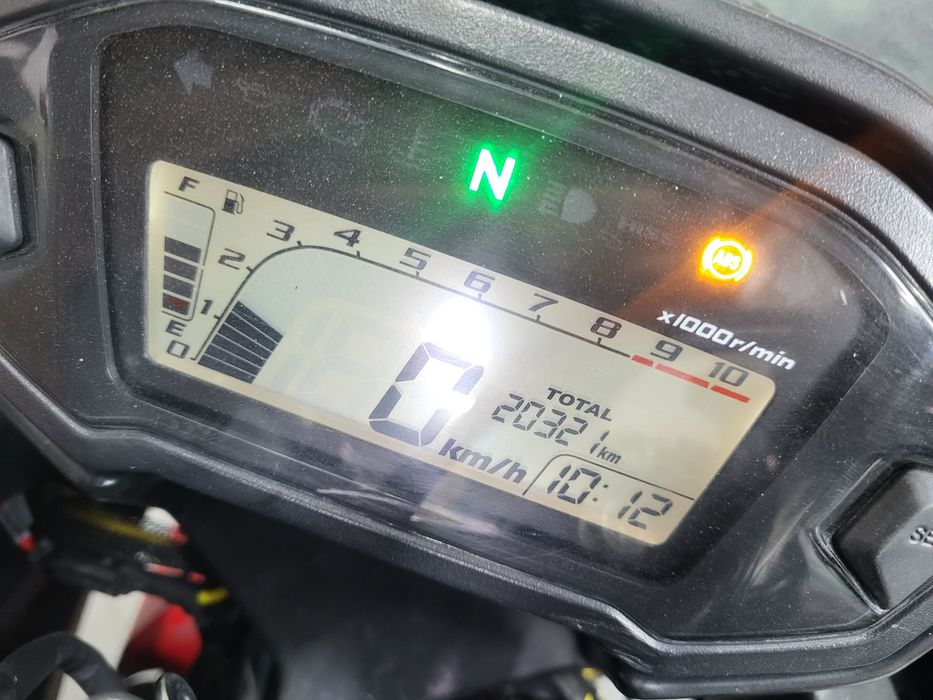 N
ABS
F
E
0 1 2 3 4 5 6 7 8 9 10
x1000r/min
0
km/h
TOTAL
20321 km
10:12
SE